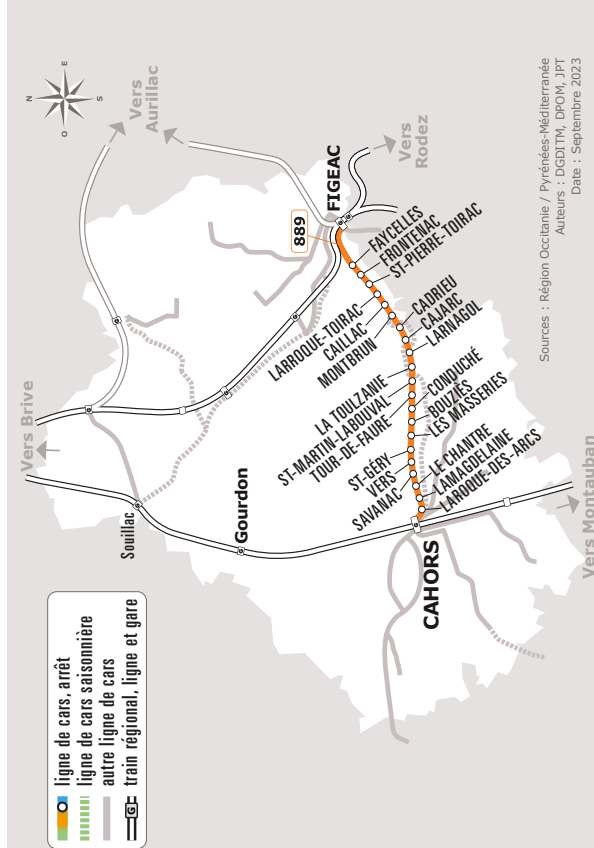 ligne de cars, arrêt
ligne de cars saisonnière
autre ligne de cars
G
train régional, ligne et gare
Vers Brive
N
E
S
O
Vers
Aurillac
Souillac
Gourdon
CAHORS
Vers Montauban
FIGEAC
889
Vers
Rodez
FAYCELLES
FRONTENAC
ST-PIERRE-TOIRAC
LARROQUE-TOIRAC
CAILLAC
MONTBRUN
CADRIEU
CAJARC
LARNAGOL
LA TOULZANIE
ST-MARTIN-LABOUVAL
TOUR-DE-FAURE
CONDUCHÉ
BOUZIÈS
LES MASSERIES
ST-GÉRY
VERS
SAVANAC
LE CHANTRE
LAMAGDELAINE
LAROQUE-DES-ARCS
Sources : Région Occitanie / Pyrénées-Méditerranée
Auteurs : DGDITM, DPOM, JPT
Date : Septembre 2023